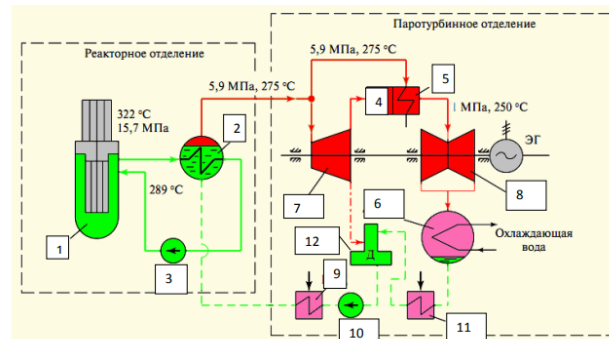 Реакторное отделение
Паротурбинное отделение
5,9 МПа, 275 °С
5,9 МПа, 275 °С
5
4
322 °С
15,7 МПа
2
1 МПа, 250 °С
ЭГ
289 °С
7
6
8
Охлаждающая
вода
1
3
12
Д
9
10
11